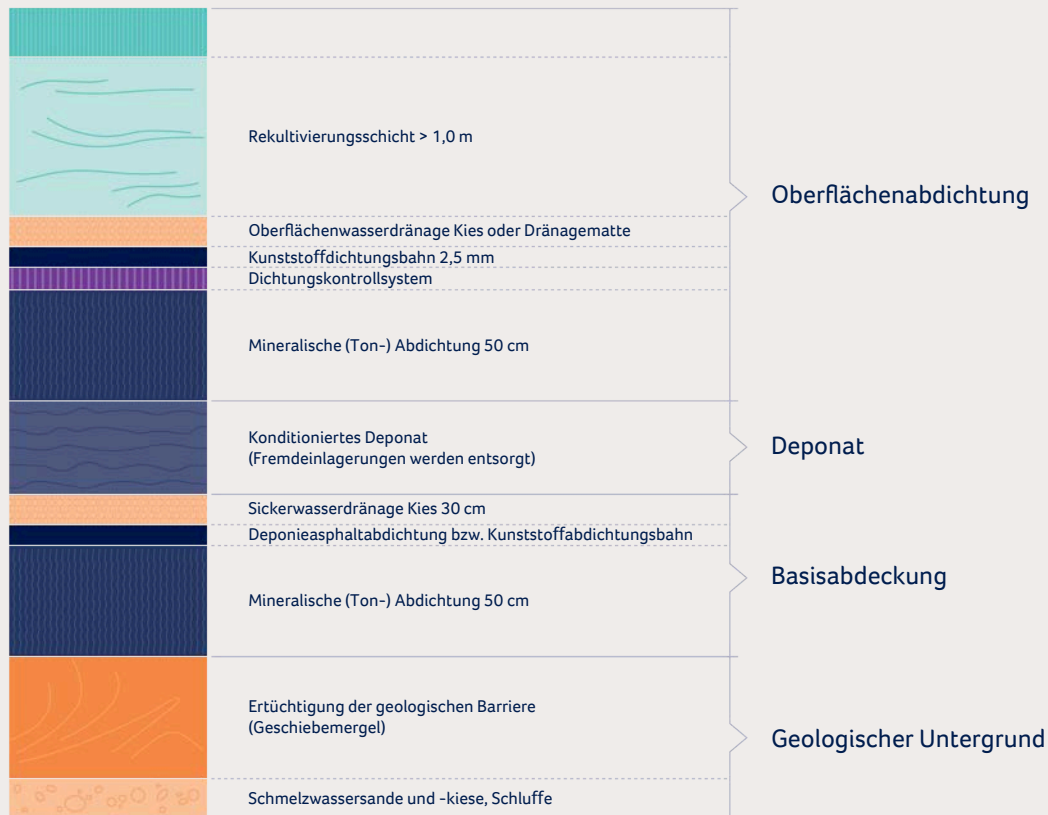 Rekultivierungsschicht > 1,0 m
Oberflächenabdichtung
Oberflächenwasserdränage Kies oder Dränagematte
Kunststoffdichtungsbahn 2,5 mm
Dichtungskontrollsystem
Mineralische (Ton-) Abdichtung 50 cm
Konditioniertes Deponat
(Fremdeinlagerungen werden entsorgt)
Deponat
Sickerwasserdränage Kies 30 cm
Deponieasphaltabdichtung bzw. Kunststoffabdichtungsbahn
Basisabdeckung
Mineralische (Ton-) Abdichtung 50 cm
Ertüchtigung der geologischen Barriere
(Geschiebemergel)
Geologischer Untergrund
Schmelzwassersande und -kiese, Schluffe